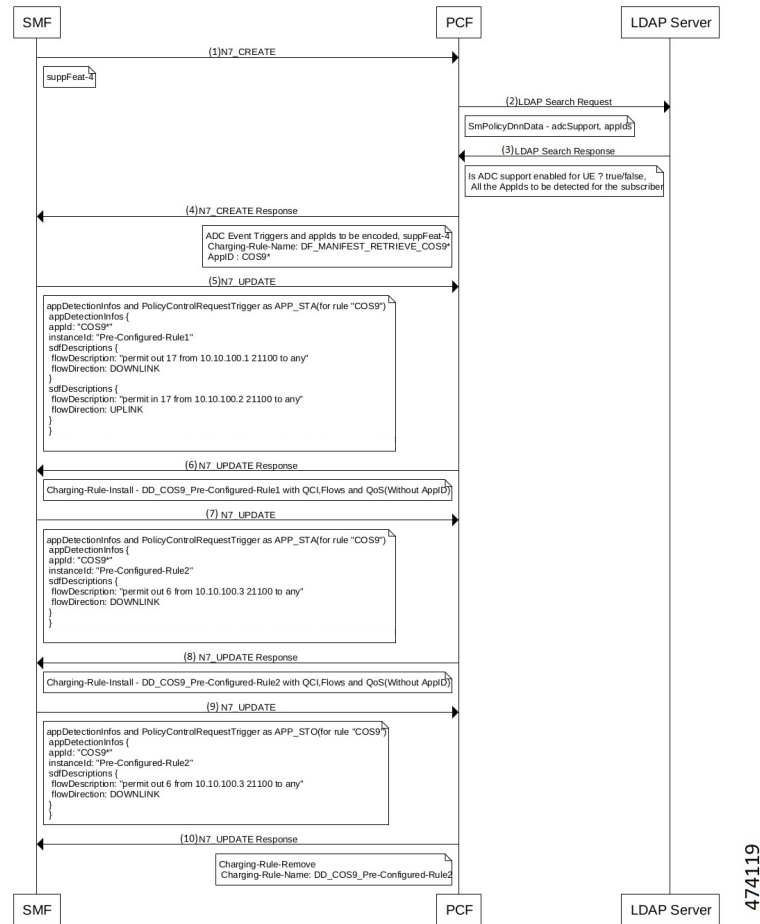 SMF
PCF
LDAP Server
(1)N7_CREATE
suppFeat-4
(2)LDAP Search Request
SmPolicyDnnData - adcSupport, appIds
(3)LDAP Search Response
Is ADC support enabled for UE ? true/false,
All the AppIds to be detected for the subscriber
(4)N7_CREATE Response
ADC Event Triggers and appIds to be encoded, suppFeat-4
Charging-Rule-Name: DF_MANIFEST_RETRIEVE_COS9*
AppID : COS9*
(5)N7_UPDATE
appDetectionInfos and PolicyControlRequestTrigger as APP_STA(for rule "COS9")
appDetectionInfos {
appId: "COS9*"
instanceId: "Pre-Configured-Rule1"
sdfDescriptions {
flowDescription: "permit out 17 from 10.10.100.1 21100 to any"
flowDirection: DOWNLINK
}
sdfDescriptions {
flowDescription: "permit in 17 from 10.10.100.2 21100 to any"
flowDirection: UPLINK
}
}
(6)N7_UPDATE Response
Charging-Rule-Install - DD_COS9_Pre-Configured-Rule1 with QCI,Flows and QoS(Without AppID)
(7) N7_UPDATE
appDetectionInfos and PolicyControlRequestTrigger as APP_STA(for rule "COS9")
appDetectionInfos {
appId: "COS9*"
instanceId: "Pre-Configured-Rule2"
sdfDescriptions {
flowDescription: "permit out 6 from 10.10.100.3 21100 to any"
flowDirection: DOWNLINK
}
}
(8) N7_UPDATE Response
Charging-Rule-Install - DD_COS9_Pre-Configured-Rule2 with QCI,Flows and QoS(Without AppID)
(9) N7_UPDATE
appDetectionInfos and PolicyControlRequestTrigger as APP_STO(for rule "COS9")
appDetectionInfos {
appId: "COS9*"
instanceId: "Pre-Configured-Rule2"
sdfDescriptions {
flowDescription: "permit out 6 from 10.10.100.3 21100 to any"
flowDirection: DOWNLINK
}
}
(10)N7_UPDATE Response
Charging-Rule-Remove
Charging-Rule-Name: DD_COS9_Pre-Configured-Rule2
SMF
PCF
LDAP Server
474119